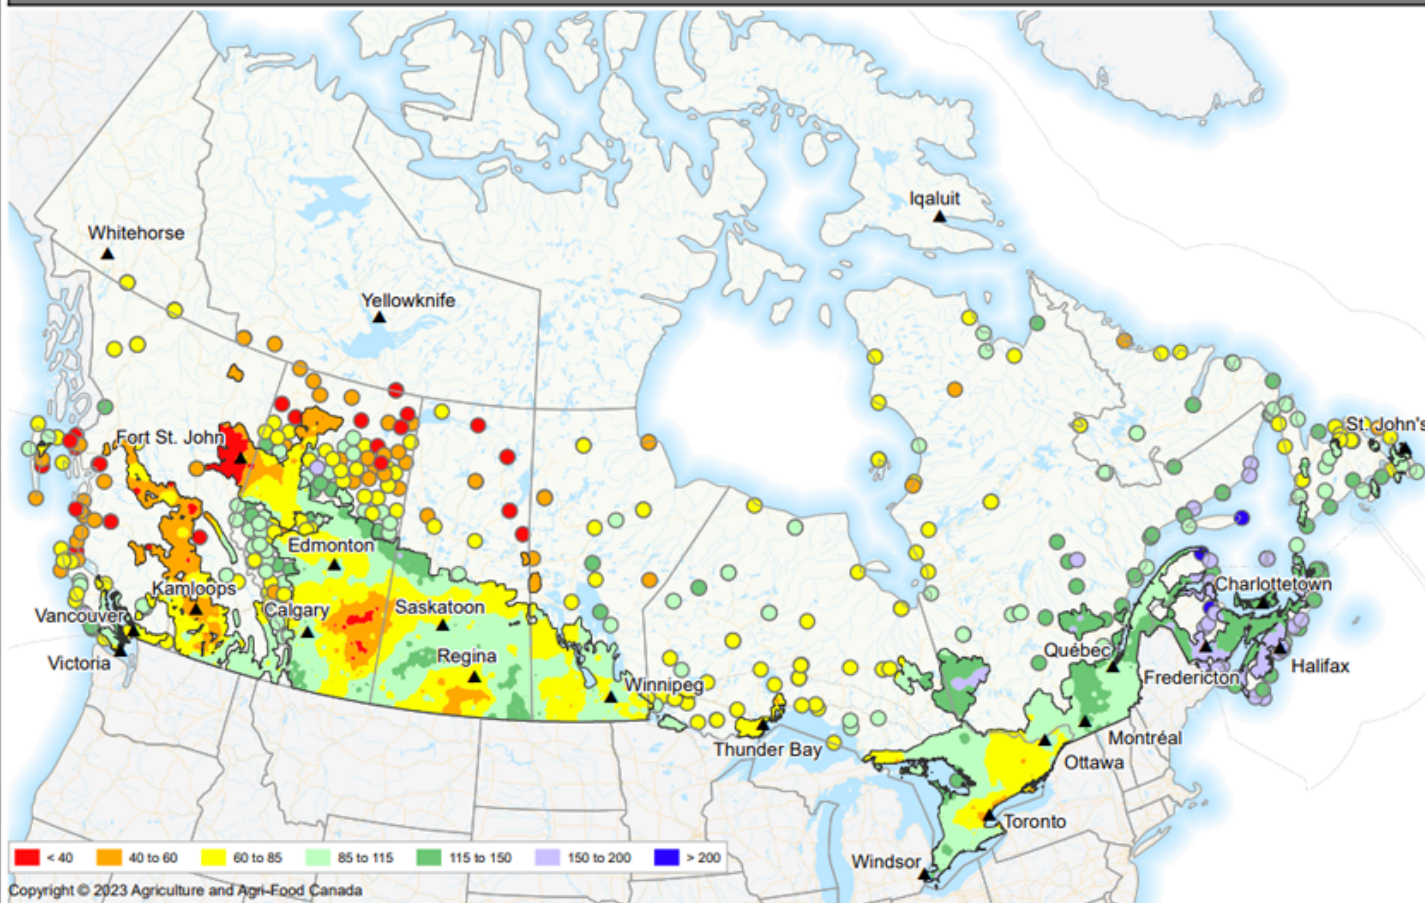 Iqaluit
Whitehorse
Yellowknife
St. John's
Fort St. John
Edmonton
Charlottetown
Kamloops
Vancouver
Calgary
Saskatoon
Victoria
Regina
Québec
Halifax
Fredericton
Winnipeg
Thunder Bay
Montréal
Ottawa
Toronto
Windsor
< 40 40 to 60 60 to 85 85 to 115 115 to 150 150 to 200 > 200
Copyright © 2023 Agriculture and Agri-Food Canada